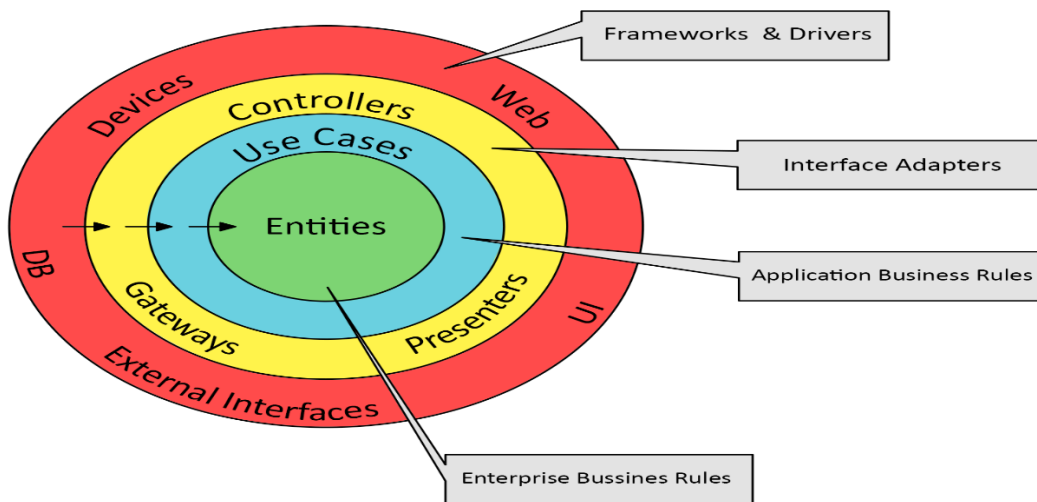 Frameworks & Drivers
Devices
Web
Controllers
Use Cases
Interface Adapters
Entities
DB
Application Business Rules
Gateways
Presenters
UI
External Interfaces
Enterprise Bussines Rules